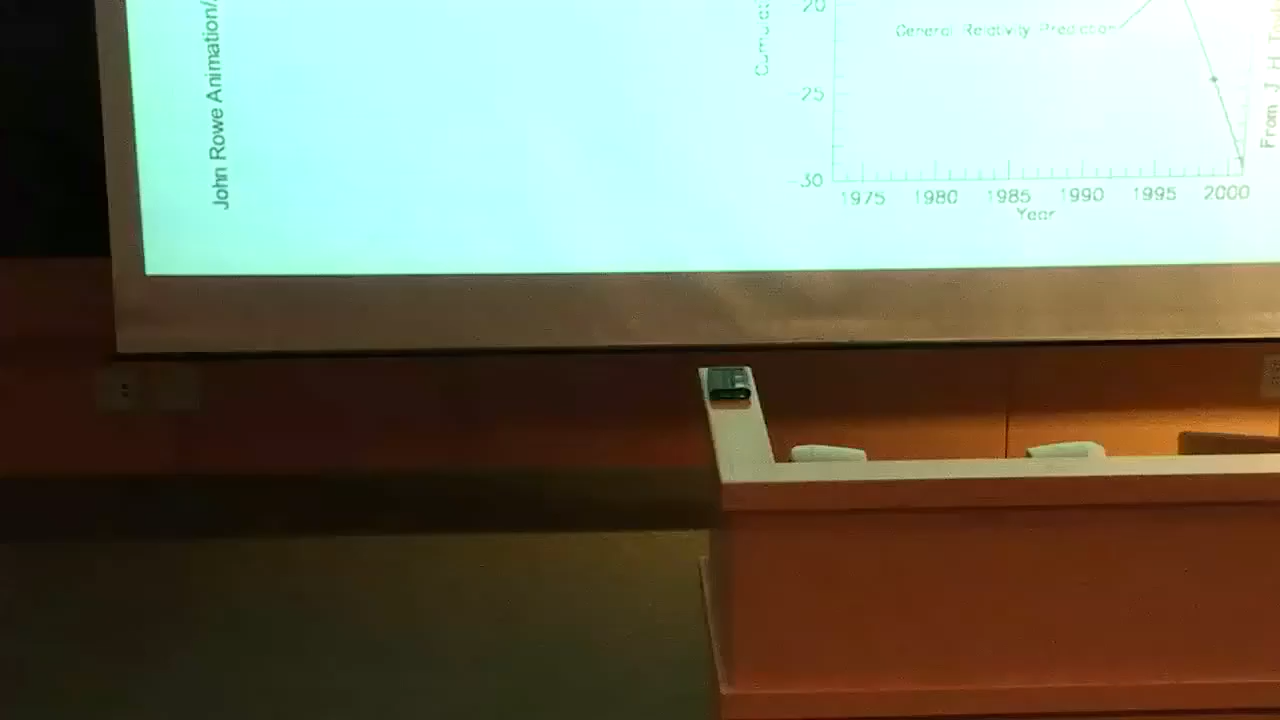 John Rowe Animation/
20
General Relativity Prediction
-25
-30
1975 1980 1985 1990 1995 2000
Year
From J H